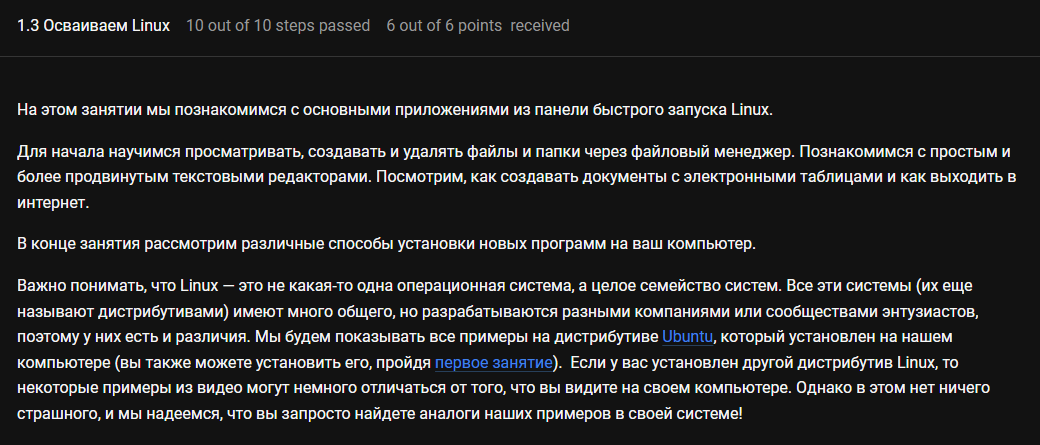 1.3 Осваиваем Linux 10 out of 10 steps passed 6 out of 6 points received
На этом занятии мы познакомимся с основными приложениями из панели быстрого запуска Linux.
Для начала научимся просматривать, создавать и удалять файлы и папки через файловый менеджер. Познакомимся с простым и
более продвинутым текстовыми редакторами. Посмотрим, как создавать документы с электронными таблицами и как выходить в
интернет.
В конце занятия рассмотрим различные способы установки новых программ на ваш компьютер.
Важно понимать, что Linux — это не какая-то одна операционная система, а целое семейство систем. Все эти системы (их еще
называют дистрибутивами) имеют много общего, но разрабатываются разными компаниями или сообществами энтузиастов,
поэтому у них есть и различия. Мы будем показывать все примеры на дистрибутиве Ubuntu, который установлен на нашем
компьютере (вы также можете установить его, пройдя первое занятие). Если у вас установлен другой дистрибутив Linux, то
некоторые примеры из видео могут немного отличаться от того, что вы видите на своем компьютере. Однако в этом нет ничего
страшного, и мы надеемся, что вы запросто найдете аналоги наших примеров в своей системе!